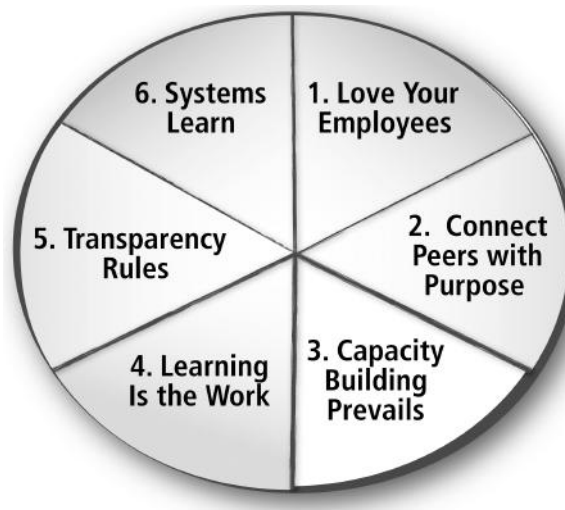 1. Love Your
Employees
2. Connect
Peers with
Purpose
3. Capacity
Building
Prevails
4. Learning
Is the Work
5. Transparency
Rules
6. Systems
Learn